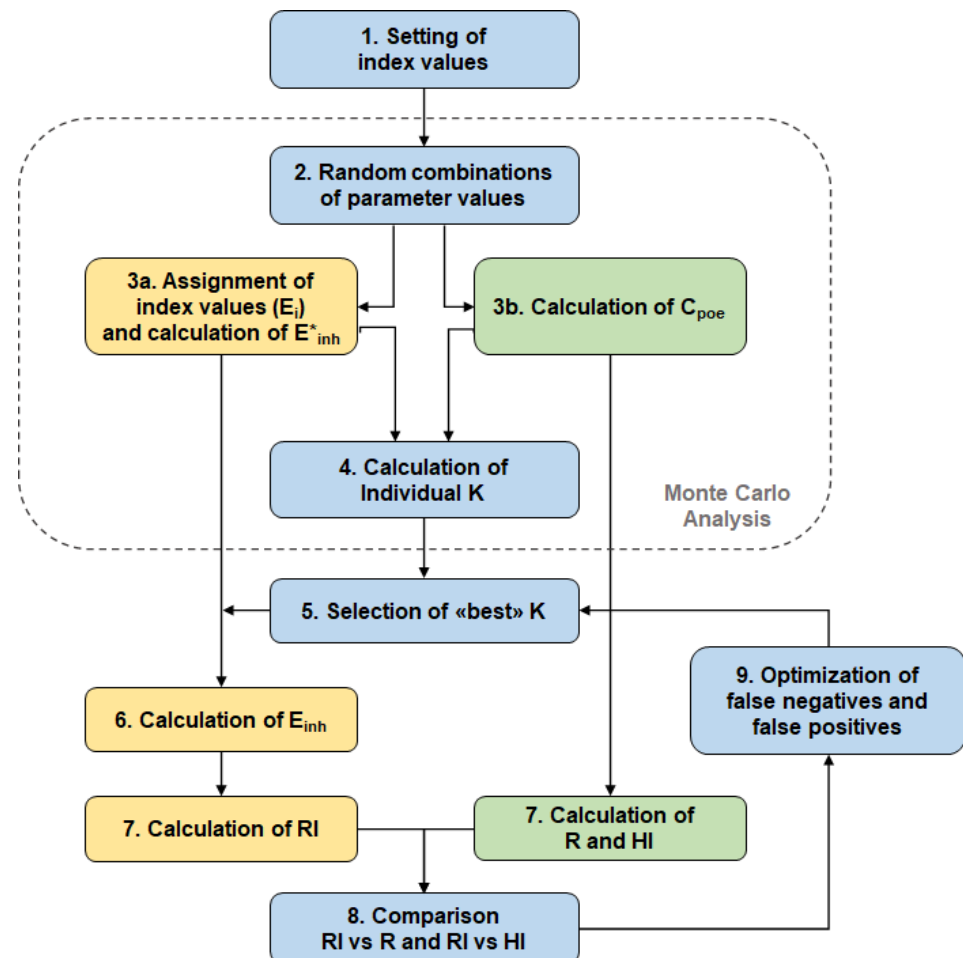 1. Setting of
index values
2. Random combinations
of parameter values
3a. Assignment of
index values (Eᵢ)
and calculation of E*ᵢₙₕ
3b. Calculation of Cₚₒₑ
4. Calculation of
Individual K
Monte Carlo
Analysis
5. Selection of «best» K
9. Optimization of
false negatives and
false positives
6. Calculation of Eᵢₙₕ
7. Calculation of RI
7. Calculation of
R and HI
8. Comparison
RI vs R and RI vs HI